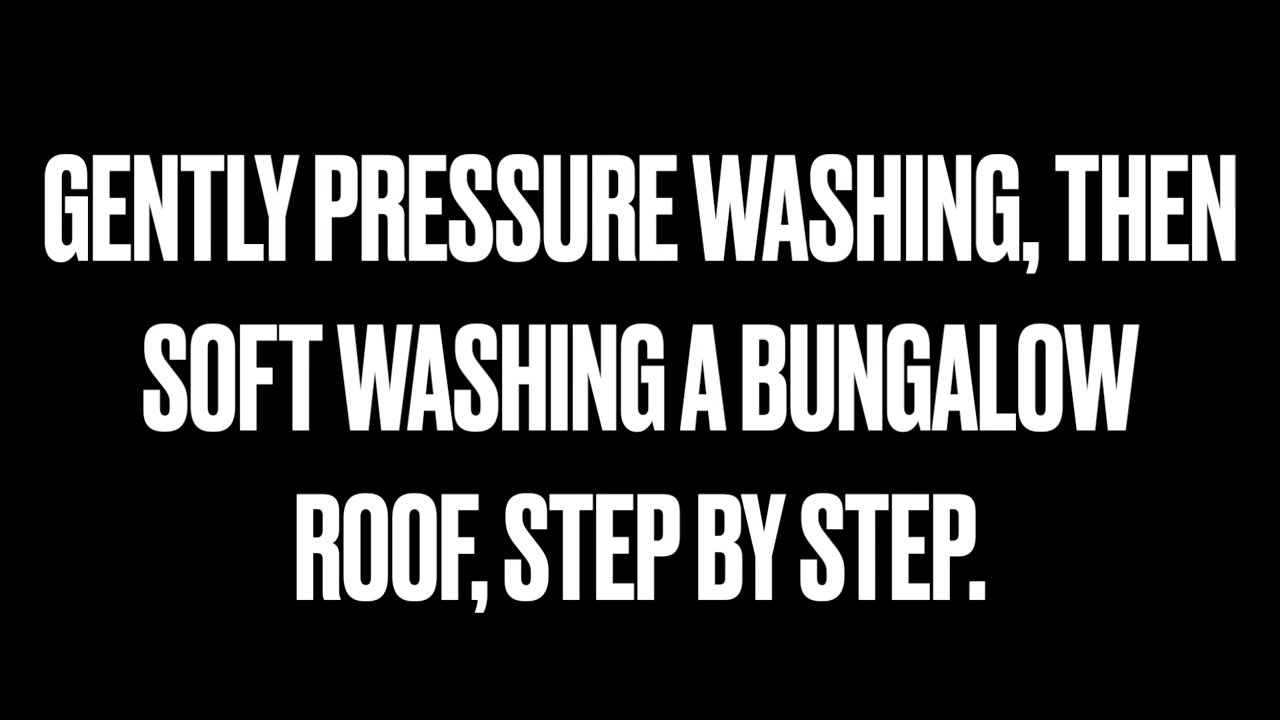 GENTLY PRESSURE WASHING, THEN
SOFT WASHING A BUNGALOW
ROOF, STEP BY STEP.